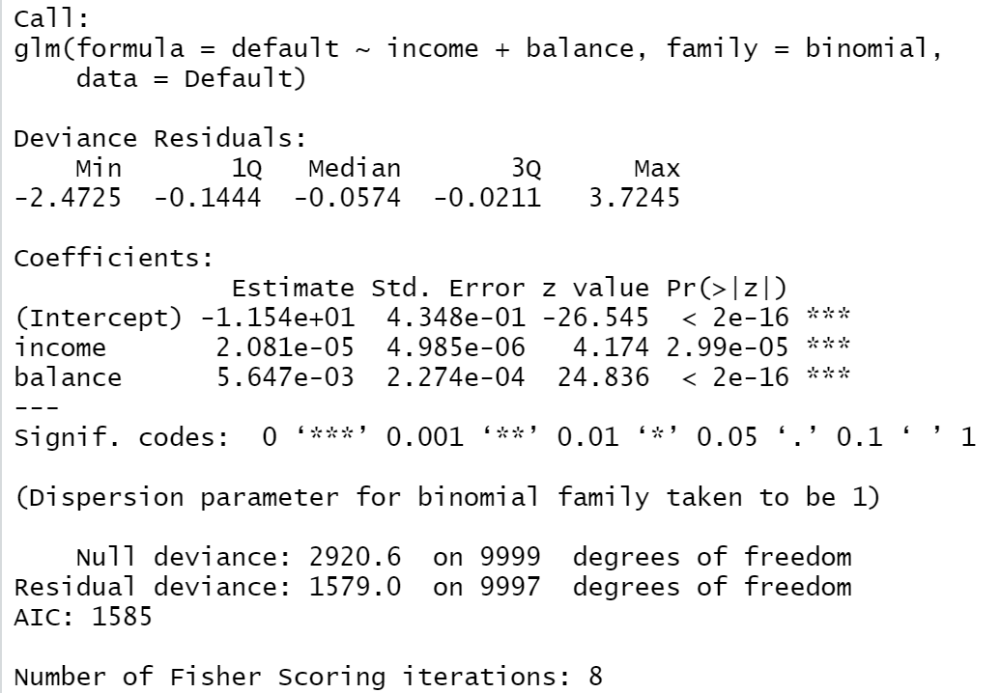 Call:
glm(formula = default ~ income + balance, family = binomial,
    data = Default)
Deviance Residuals:
    Min       1Q   Median       3Q      Max
-2.4725  -0.1444  -0.0574  -0.0211   3.7245
Coefficients:
              Estimate Std. Error z value Pr(>|z|)
(Intercept) -1.154e+01  4.348e-01 -26.545  < 2e-16 ***
income       2.081e-05  4.985e-06   4.174 2.99e-05 ***
balance      5.647e-03  2.274e-04  24.836  < 2e-16 ***
---
Signif. codes:  0 ‘***’ 0.001 ‘**’ 0.01 ‘*’ 0.05 ‘.’ 0.1 ‘ ’ 1
(Dispersion parameter for binomial family taken to be 1)
    Null deviance: 2920.6  on 9999  degrees of freedom
Residual deviance: 1579.0  on 9997  degrees of freedom
AIC: 1585
Number of Fisher Scoring iterations: 8